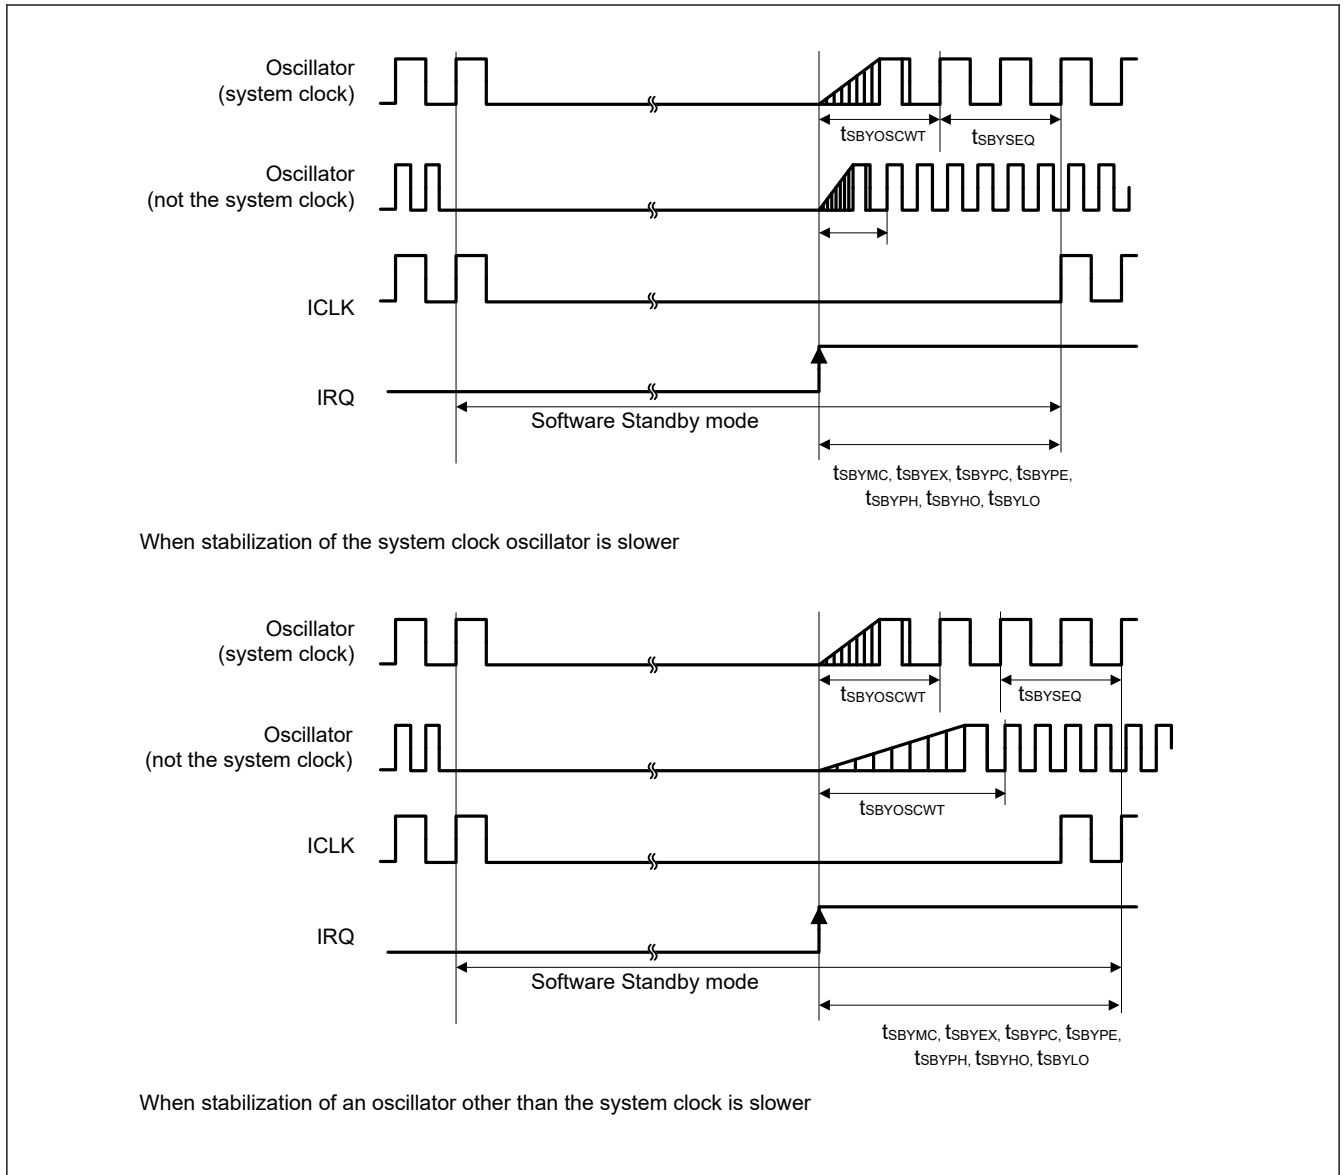 Oscillator
(system clock)
tSBYOSCWT
tSBYSEQ
Oscillator
(not the system clock)
ICLK
IRQ
Software Standby mode
tSBYMC, tSBYEX, tSBYPC, tSBYPE,
tSBYPH, tSBYHO, tSBYLO
When stabilization of the system clock oscillator is slower
Oscillator
(system clock)
tSBYOSCWT
tSBYSEQ
Oscillator
(not the system clock)
tSBYOSCWT
ICLK
IRQ
Software Standby mode
tSBYMC, tSBYEX, tSBYPC, tSBYPE,
tSBYPH, tSBYHO, tSBYLO
When stabilization of an oscillator other than the system clock is slower